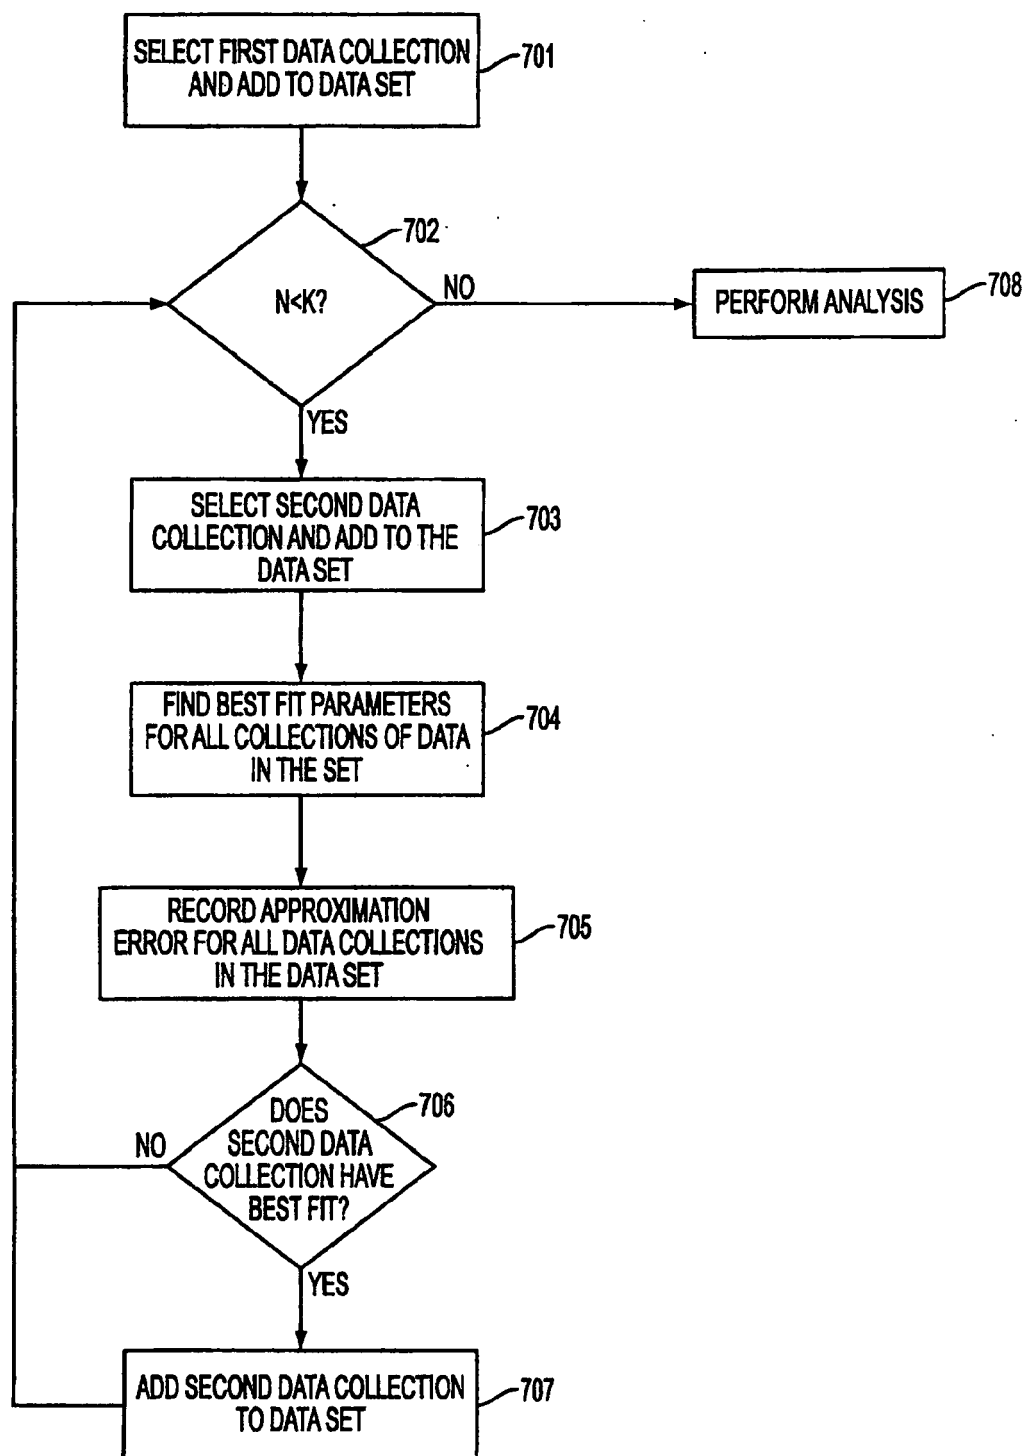 SELECT FIRST DATA COLLECTION
AND ADD TO DATA SET
701
702
N<K?
NO
PERFORM ANALYSIS
708
YES
SELECT SECOND DATA
COLLECTION AND ADD TO THE
DATA SET
703
FIND BEST FIT PARAMETERS
FOR ALL COLLECTIONS OF DATA
IN THE SET
704
RECORD APPROXIMATION
ERROR FOR ALL DATA COLLECTIONS
IN THE DATA SET
705
DOES
SECOND DATA
COLLECTION HAVE
BEST FIT?
706
NO
YES
ADD SECOND DATA COLLECTION
TO DATA SET
707